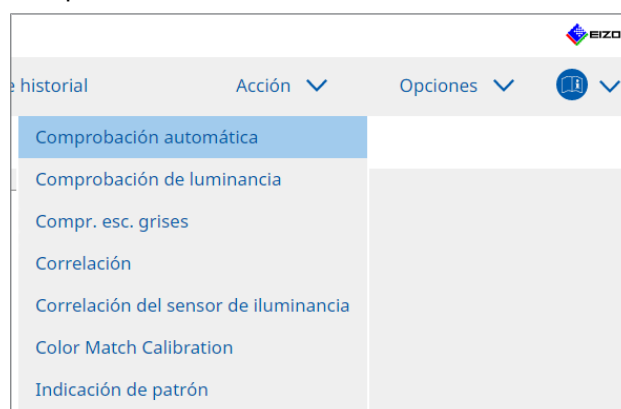 EIZO
e historial
Acción
Opciones
Comprobación automática
Comprobación de luminancia
Compr. esc. grises
Correlación
Correlación del sensor de iluminancia
Color Match Calibration
Indicación de patrón